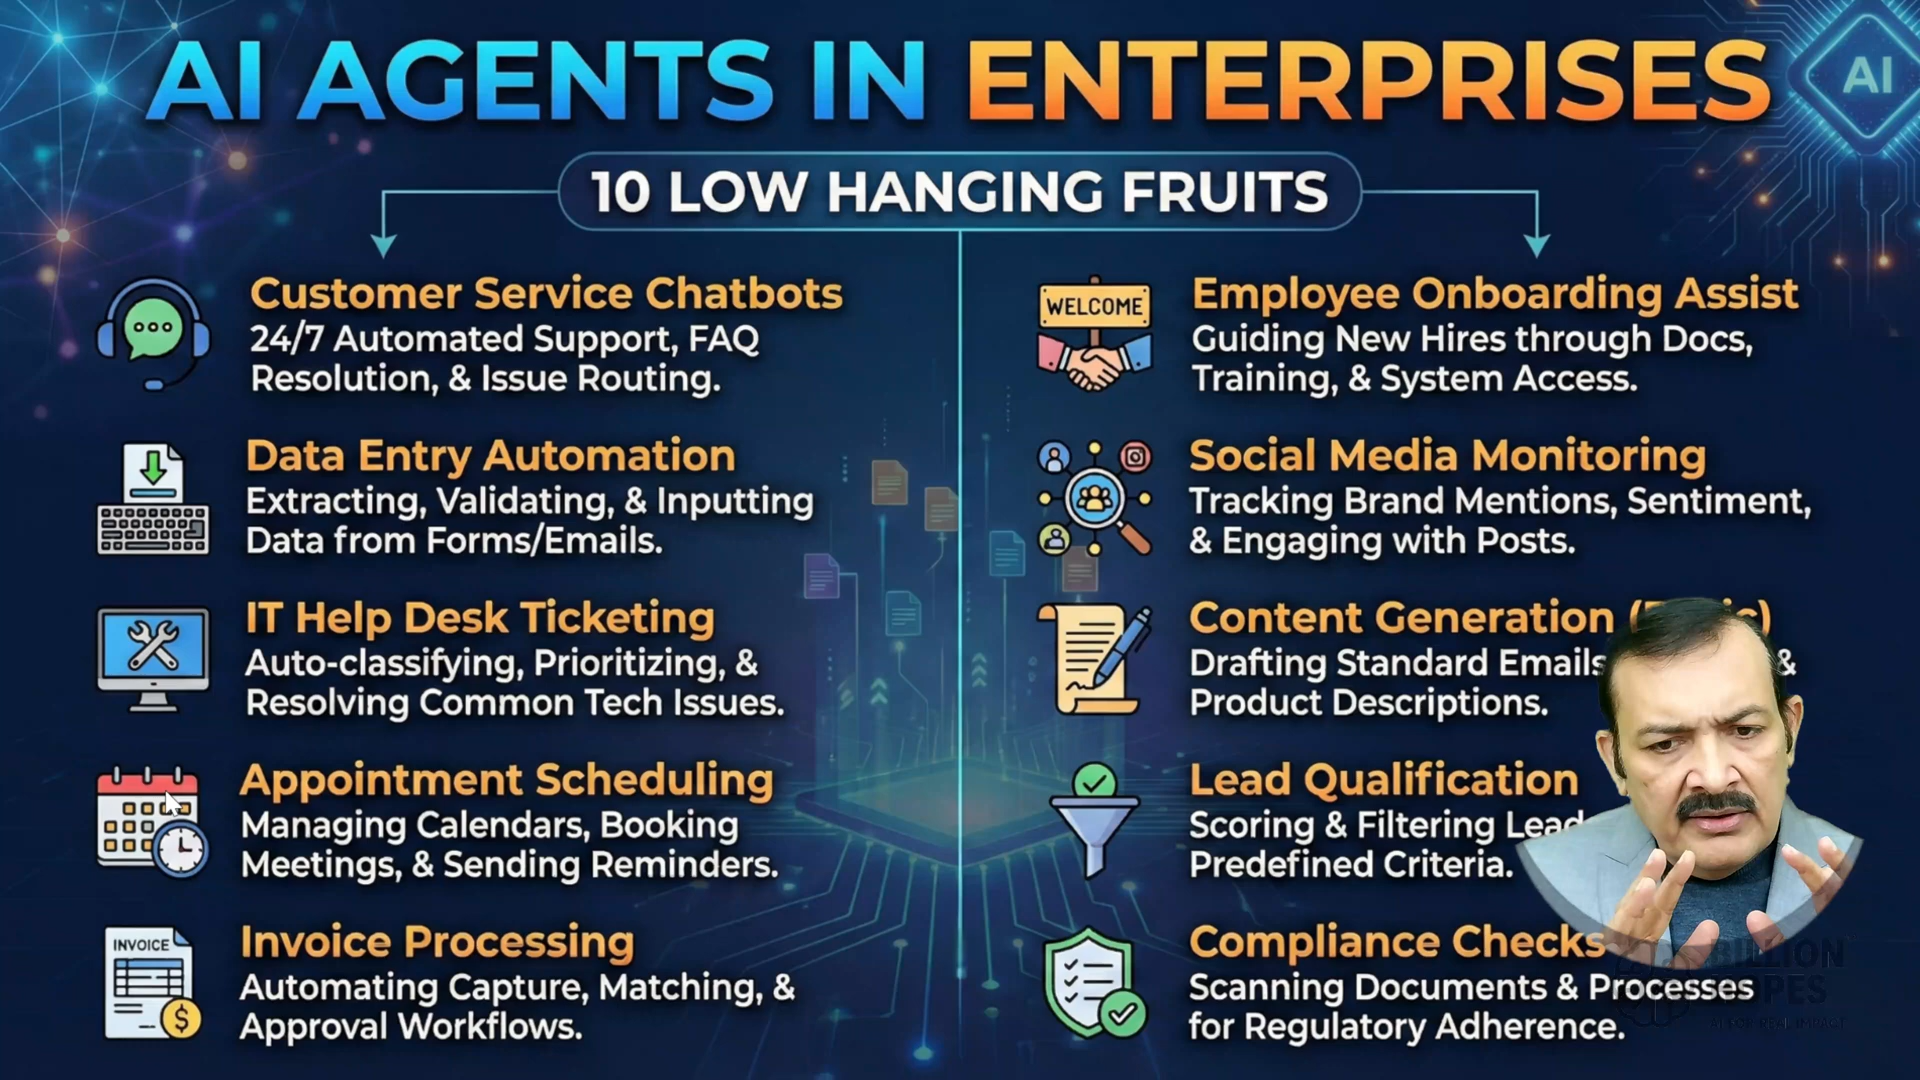 AI AGENTS IN ENTERPRISES
AI
10 LOW HANGING FRUITS
Customer Service Chatbots
24/7 Automated Support, FAQ
Resolution, & Issue Routing.
Data Entry Automation
Extracting, Validating, & Inputting
Data from Forms/Emails.
IT Help Desk Ticketing
Auto-classifying, Prioritizing, &
Resolving Common Tech Issues.
Appointment Scheduling
Managing Calendars, Booking
Meetings, & Sending Reminders.
INVOICE
$
Invoice Processing
Automating Capture, Matching, &
Approval Workflows.
WELCOME
Employee Onboarding Assist
Guiding New Hires through Docs,
Training, & System Access.
Social Media Monitoring
Tracking Brand Mentions, Sentiment,
& Engaging with Posts.
Content Generation
Drafting Standard Emails &
Product Descriptions.
Lead Qualification
Scoring & Filtering
Predefined Criteria.
Compliance Checks
Scanning Documents & Processes
for Regulatory Adherence.
BILLION